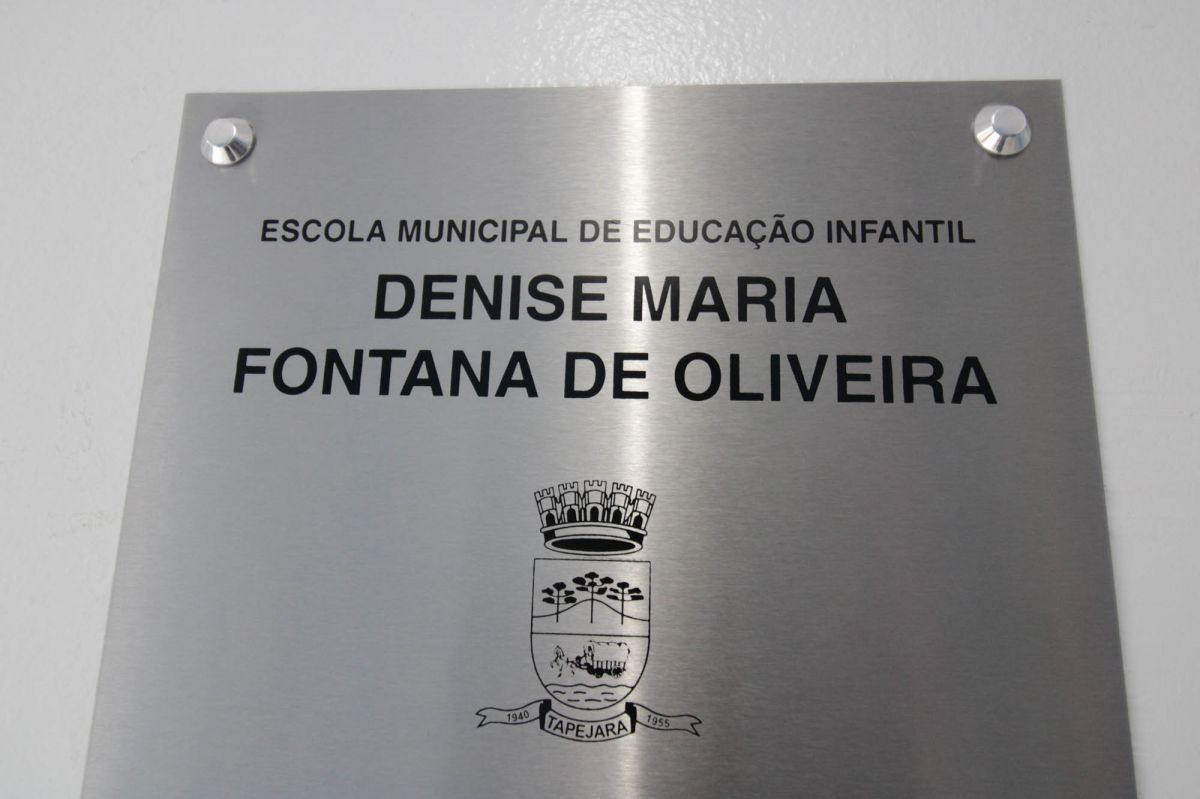 ESCOLA MUNICIPAL DE EDUCAÇÃO INFANTIL
DENISE MARIA
FONTANA DE OLIVEIRA
1940 TAPEJARA 1955